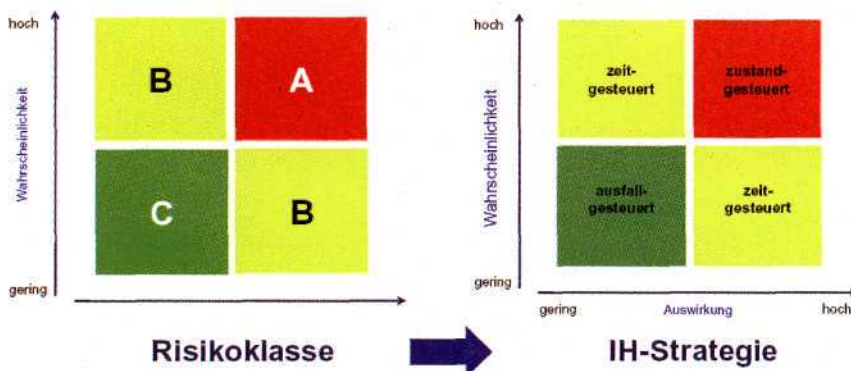 hoch
Wahrscheinlichkeit
gering
B
A
C
B
Risikoklasse
hoch
Wahrscheinlichkeit
gering
zeit-
gesteuert
zustand-
gesteuert
ausfall-
gesteuert
zeit-
gesteuert
gering
Auswirkung
hoch
IH-Strategie